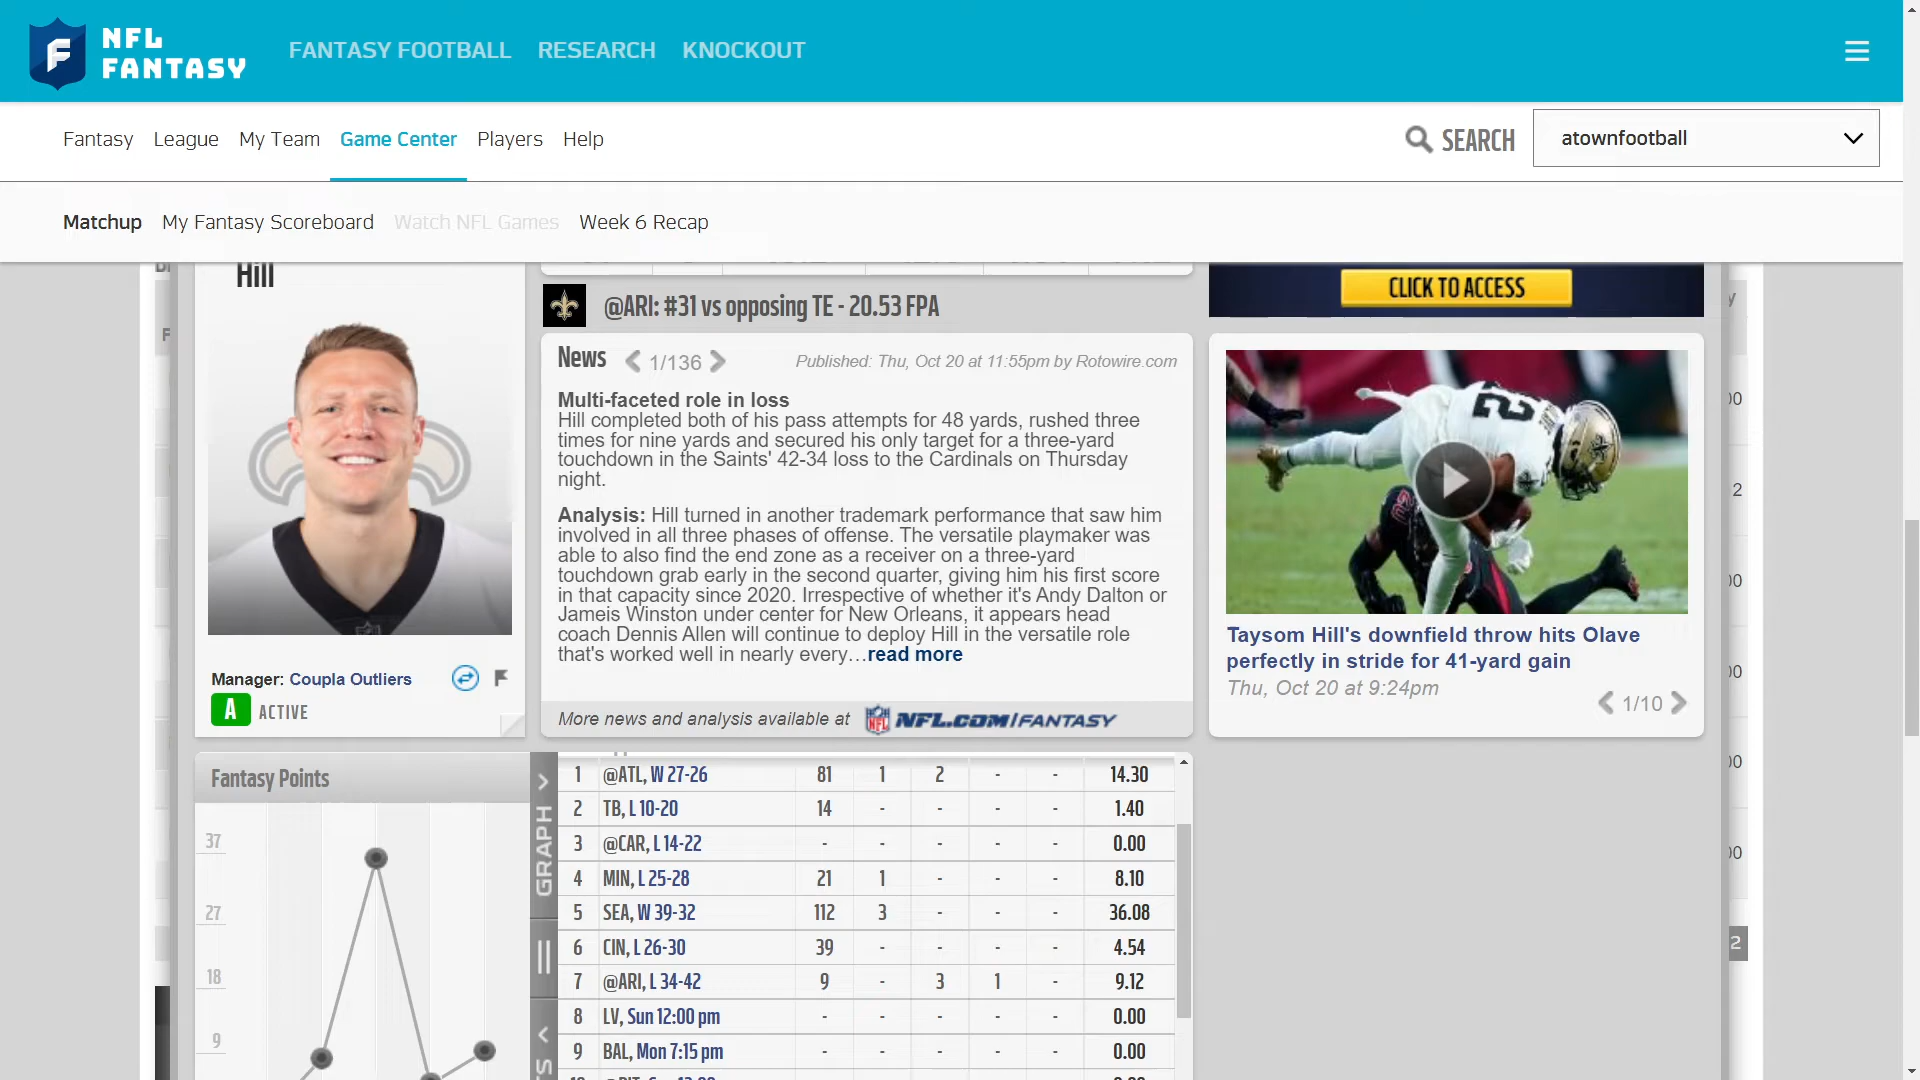 NFL
FANTASY
FANTASY FOOTBALL RESEARCH KNOCKOUT
Fantasy League My Team Game Center Players Help
SEARCH
atownfootball
Matchup My Fantasy Scoreboard Watch NFL Games Week 6 Recap
Hill
@ARI: #31 vs opposing TE - 20.53 FPA
CLICK TO ACCESS
News 1/136 Published: Thu, Oct 20 at 11:55pm by Rotowire.com
Multi-faceted role in loss
Hill completed both of his pass attempts for 48 yards, rushed three
times for nine yards and secured his only target for a three-yard
touchdown in the Saints' 42-34 loss to the Cardinals on Thursday
night.
Analysis: Hill turned in another trademark performance that saw him
involved in all three phases of offense. The versatile playmaker was
able to also find the end zone as a receiver on a three-yard
touchdown grab early in the second quarter, giving him his first score
in that capacity since 2020. Irrespective of whether it's Andy Dalton or
Jameis Winston under center for New Orleans, it appears head
coach Dennis Allen will continue to deploy Hill in the versatile role
that's worked well in nearly every…read more
More news and analysis available at NFL.COM/FANTASY
Taysom Hill's downfield throw hits Olave
perfectly in stride for 41-yard gain
Thu, Oct 20 at 9:24pm
1/10
Manager: Coupla Outliers
A ACTIVE
Fantasy Points
37
27
18
9
GRAPH
1 @ATL, W 27-26 81 1 2 - - 14.30
2 TB, L 10-20 14 - - - - 1.40
3 @CAR, L 14-22 - - - - - 0.00
4 MIN, L 25-28 21 1 - - - 8.10
5 SEA, W 39-32 112 3 - - - 36.08
6 CIN, L 26-30 39 - - - - 4.54
7 @ARI, L 34-42 9 - 3 1 - 9.12
8 LV, Sun 12:00 pm - - - - - 0.00
9 BAL, Mon 7:15 pm - - - - - 0.00